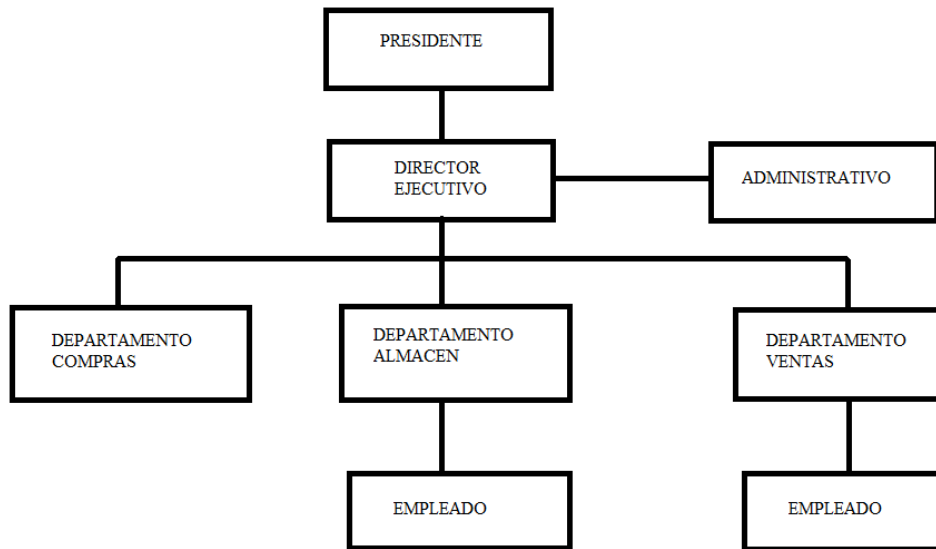 PRESIDENTE
DIRECTOR
EJECUTIVO
ADMINISTRATIVO
DEPARTAMENTO
COMPRAS
DEPARTAMENTO
ALMACEN
DEPARTAMENTO
VENTAS
EMPLEADO
EMPLEADO